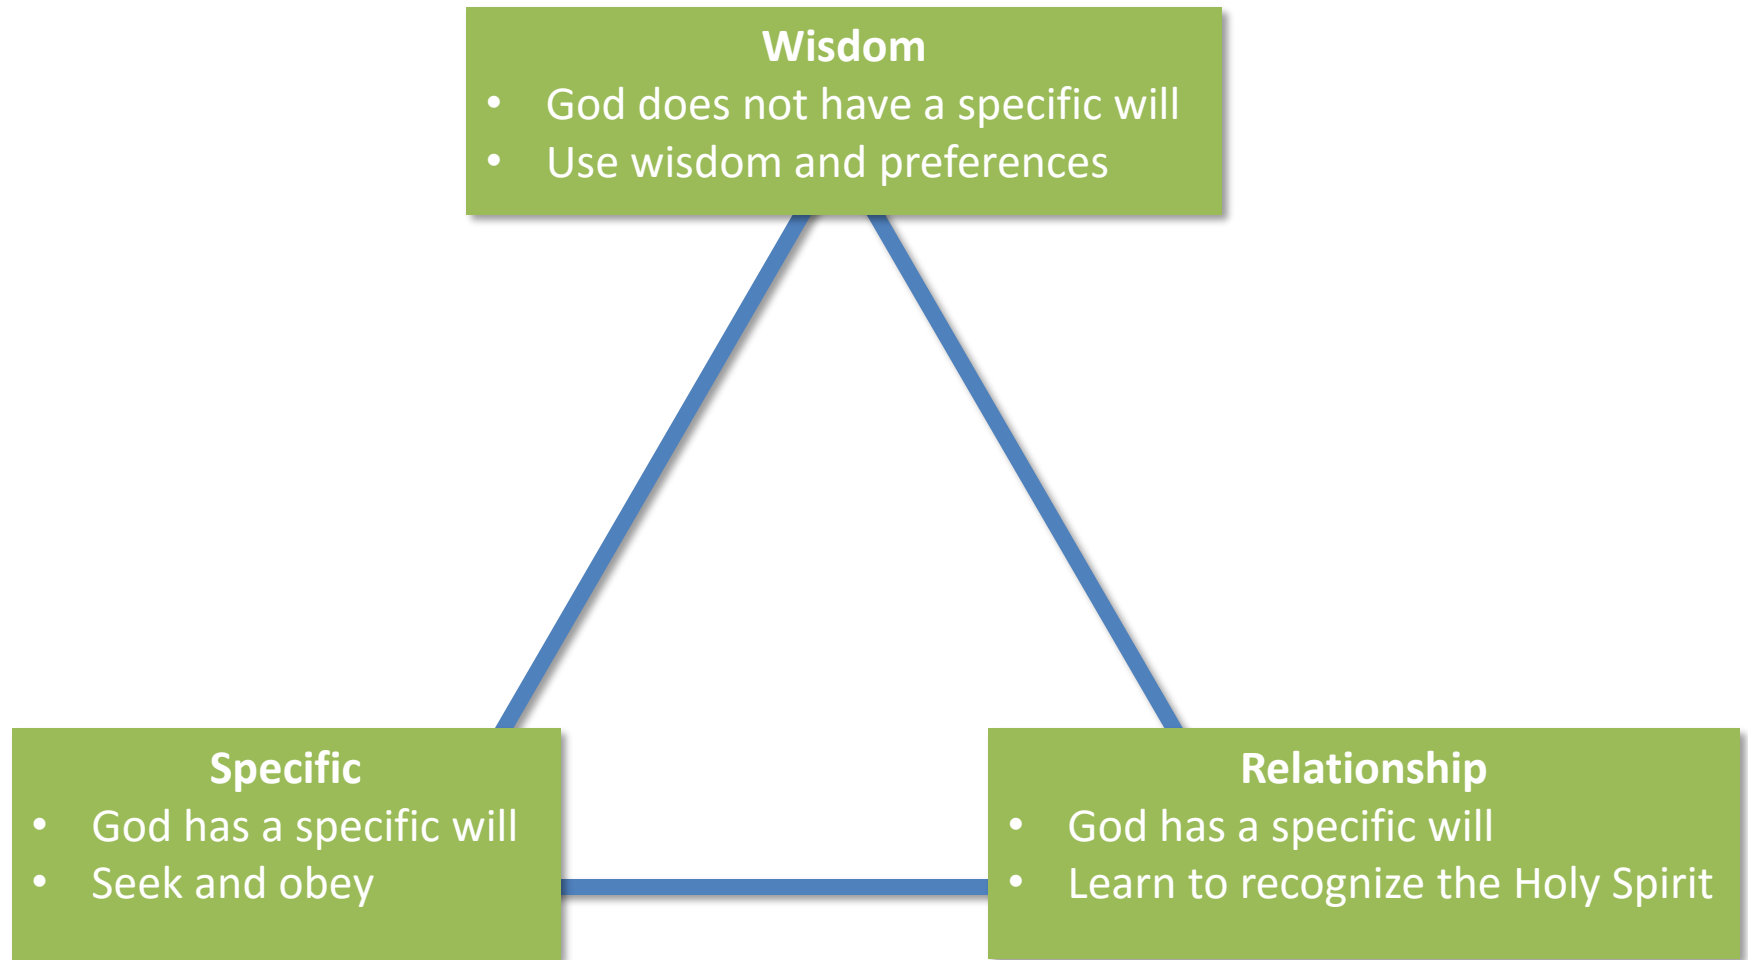 Wisdom
• God does not have a specific will
• Use wisdom and preferences
Specific
• God has a specific will
• Seek and obey
Relationship
• God has a specific will
• Learn to recognize the Holy Spirit